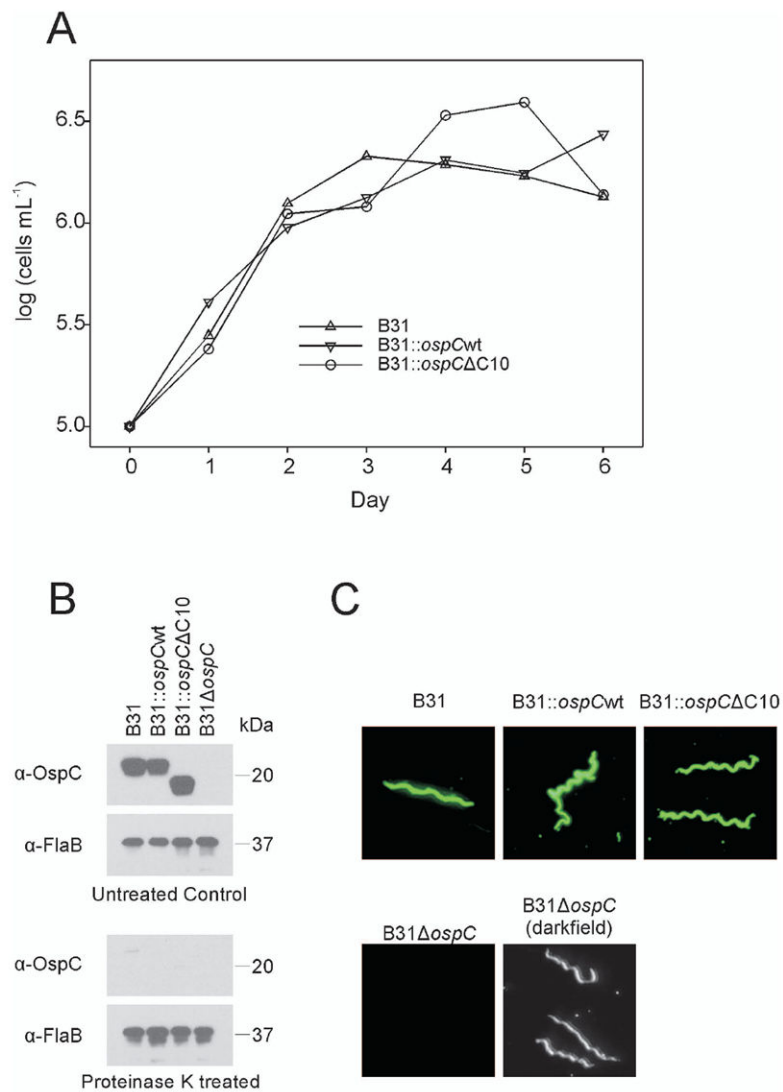 A
log (cells mL⁻¹)
6.5
6.0
5.5
5.0
B31
B31::ospCwt
B31::ospCΔC10
0 1 2 3 4 5 6
Day
B
B31
B31::ospCwt
B31::ospCΔC10
B31ΔospC
kDa
α-OspC
20
α-FlaB
37
Untreated Control
α-OspC
20
α-FlaB
37
Proteinase K treated
C
B31 B31::ospCwt B31::ospCΔC10
B31ΔospC
B31ΔospC
(darkfield)